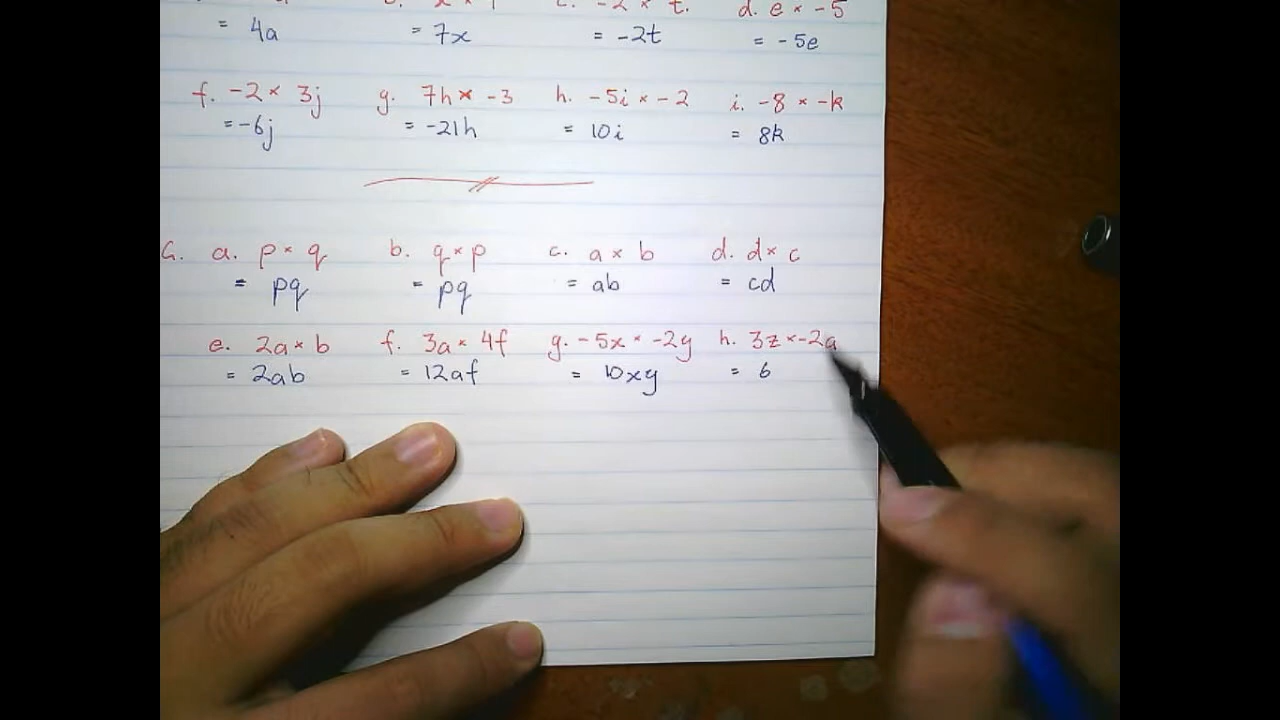 c. -2 × t. d. e × -5
= 4a = 7x = -2t = -5e
f. -2 × 3j g. 7h × -3 h. -5i × -2 i. -8 × -k
=-6j = -21h = 10i = 8k
a. p × q b. q × p c. a × b d. d × c
= pq = pq = ab = cd
e. 2a × b f. 3a × 4f g. -5x × -2y h. 3z × -2a
= 2ab = 12af = 10xy = 6